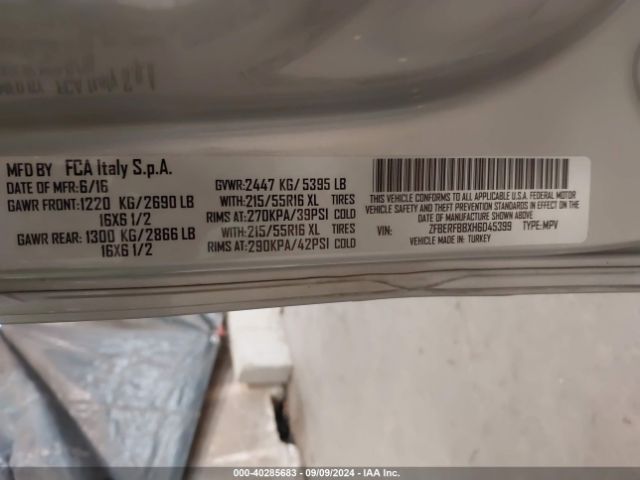 MFD BY FCA Italy S.p.A.
DATE OF MFR:6/16
GAWR FRONT:1220 KG/2690 LB
16X6 1/2
GAWR REAR: 1300 KG/2866 LB
16X6 1/2
GVWR:2447 KG/5395 LB
WITH:215/55R16 XL TIRES
RIMS AT:270KPA/39PSI COLD
WITH:215/55R16 XL TIRES
RIMS AT:290KPA/42PSI COLD
THIS VEHICLE CONFORMS TO ALL APPLICABLE U.S. FEDERAL MOTOR
VEHICLE SAFETY AND THEFT PREVENTION STANDARDS IN EFFECT ON THE
DATE OF MANUFACTURE SHOWN ABOVE.
VIN: ZFBERFBBXH6D45399 TYPE:MPV
VEHICLE MADE IN: TURKEY
000-40285683 - 09/09/2024 - IAA Inc.